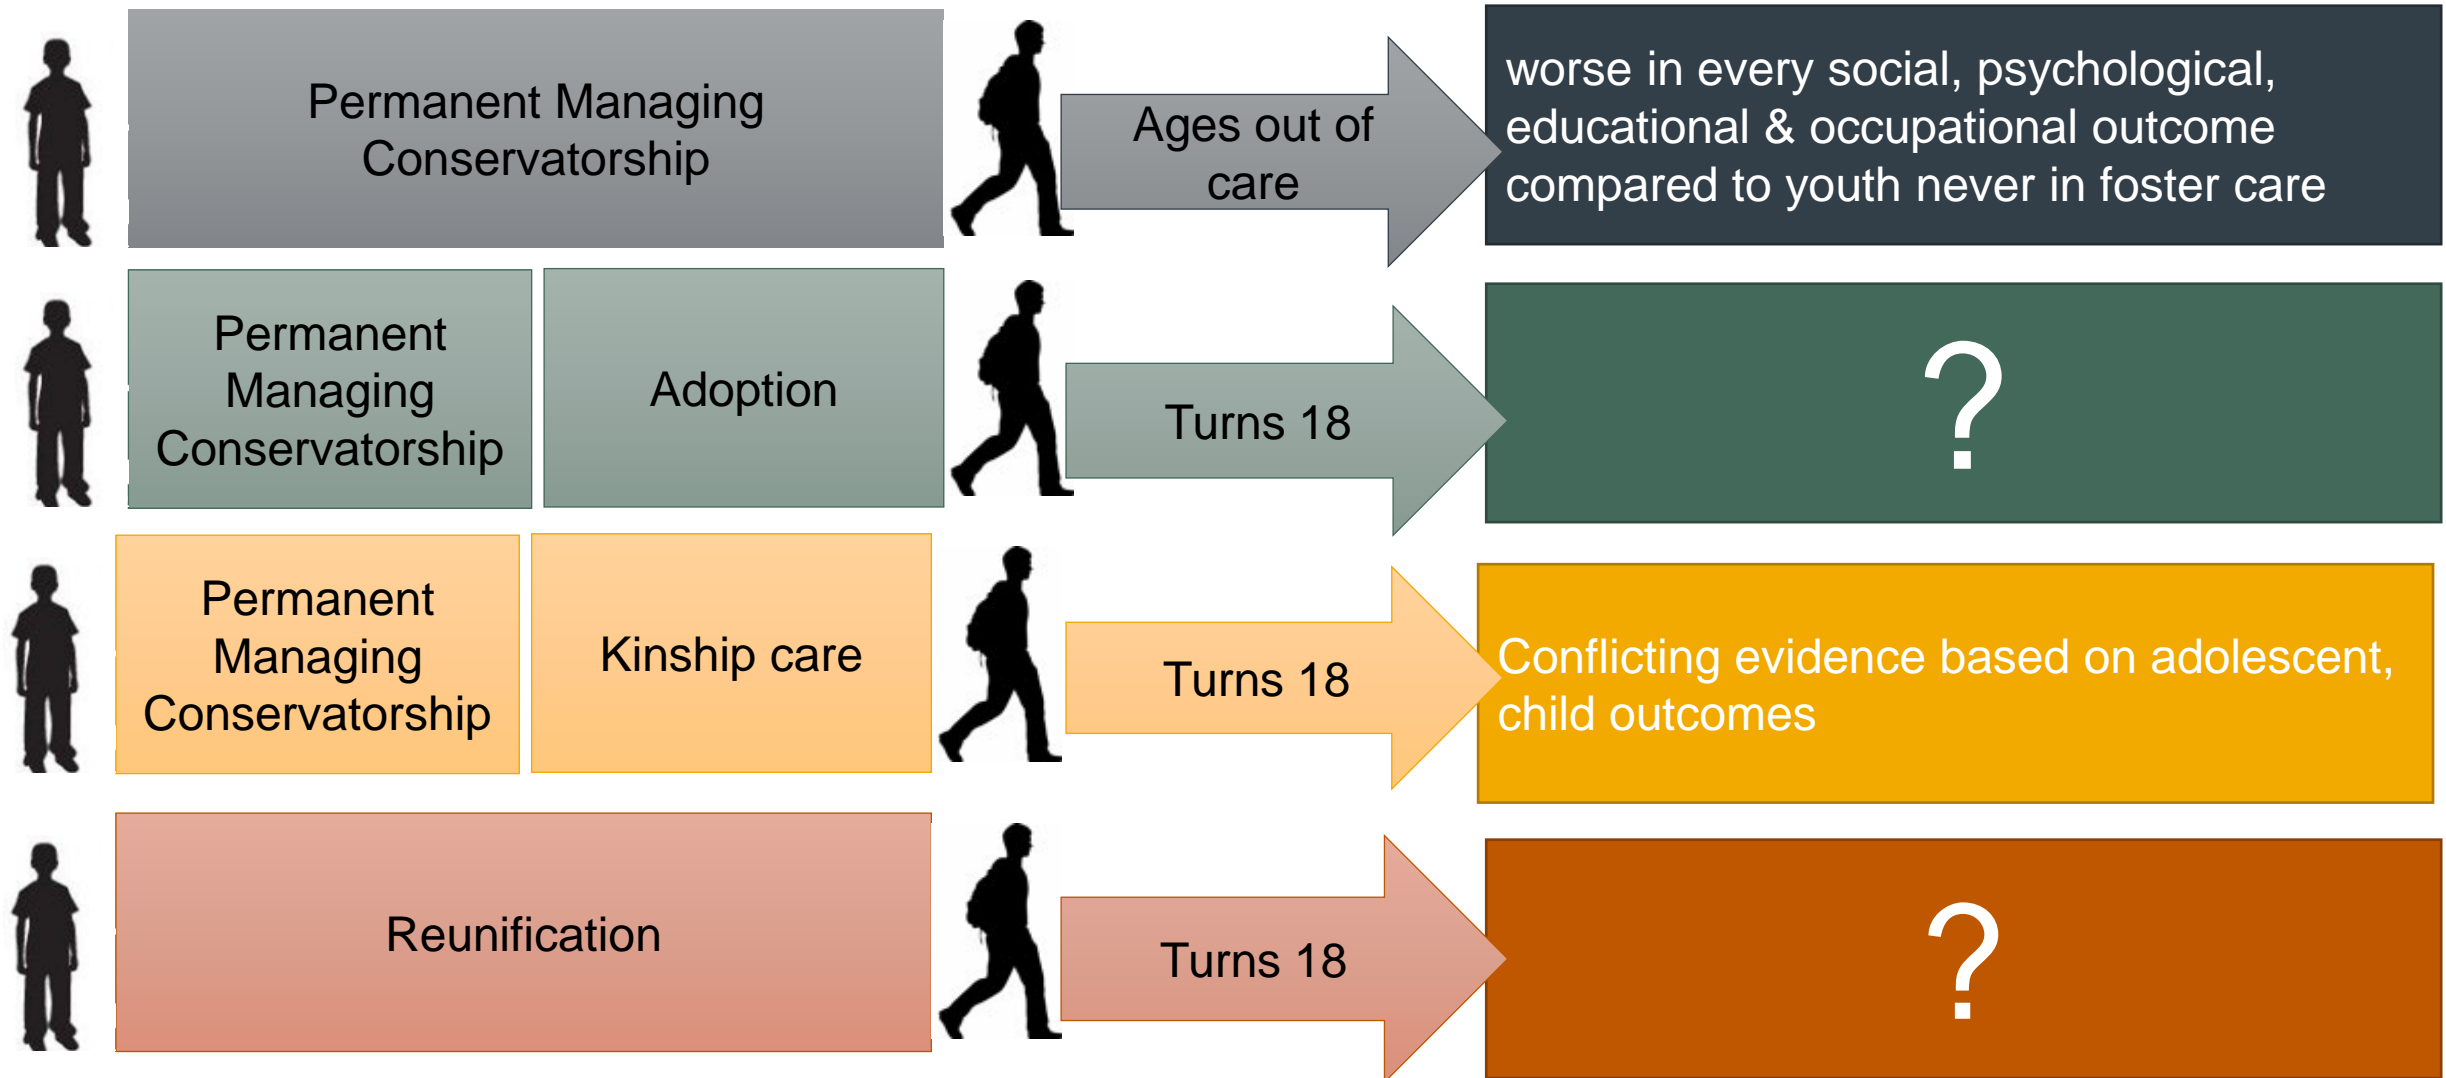 Permanent Managing
Conservatorship
Ages out of
care
worse in every social, psychological,
educational & occupational outcome
compared to youth never in foster care
Permanent
Managing
Conservatorship
Adoption
Turns 18
?
Permanent
Managing
Conservatorship
Kinship care
Turns 18
Conflicting evidence based on adolescent,
child outcomes
Reunification
Turns 18
?